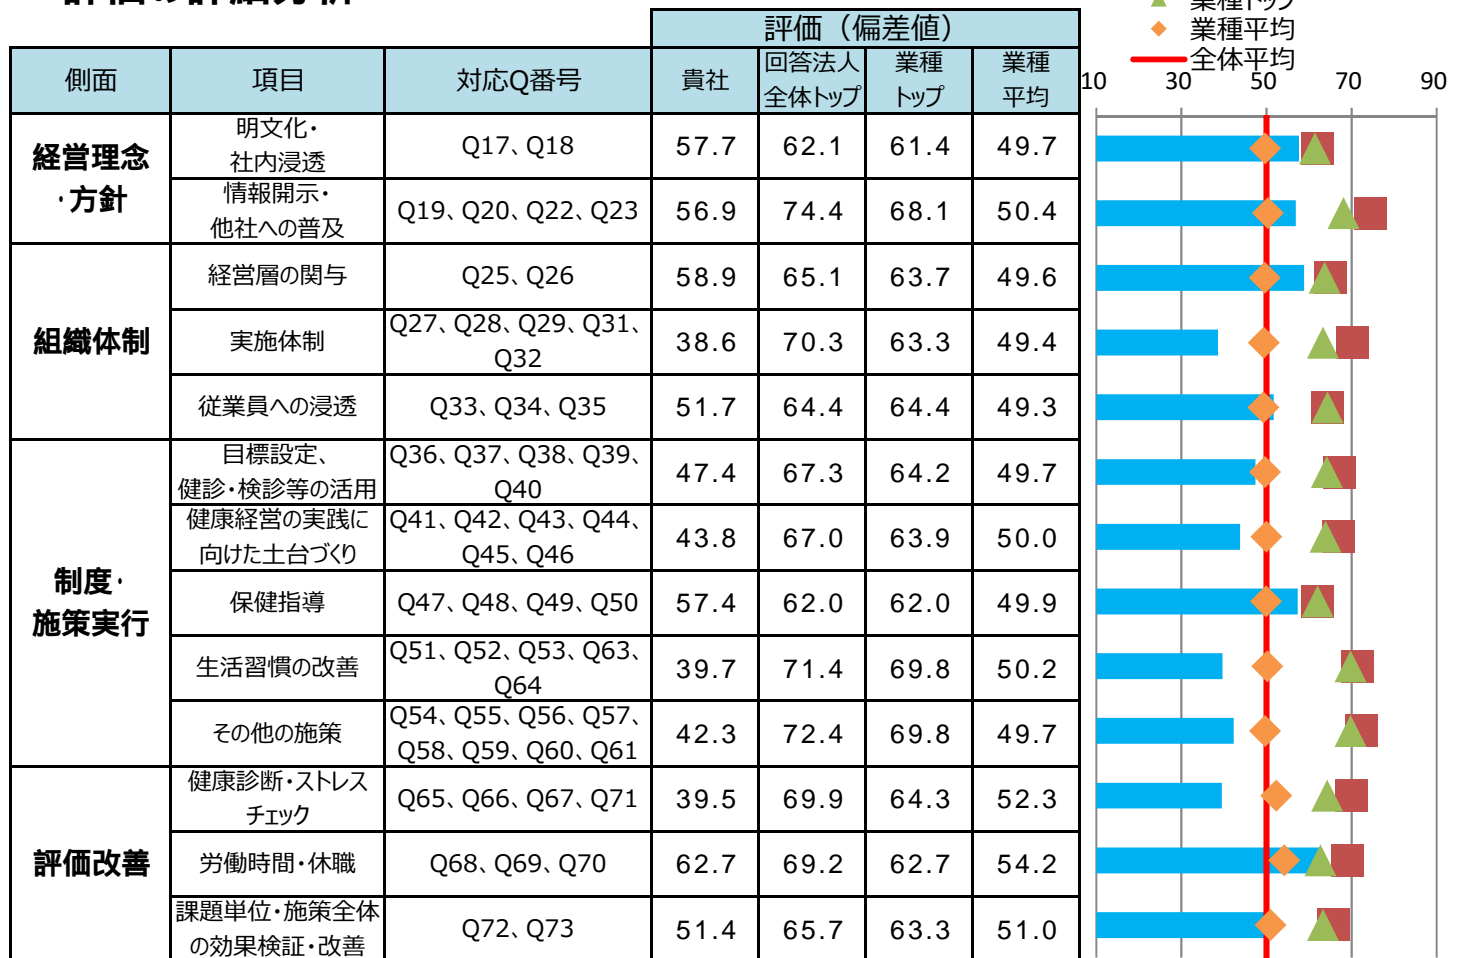 評価の詳細分析
業種トップ
業種平均
全体平均
評価（偏差値）
側面 項目 対応Q番号 貴社 回答法人全体トップ 業種トップ 業種平均
10 30 50 70 90
経営理念・方針
明文化・社内浸透 Q17、Q18 57.7 62.1 61.4 49.7
情報開示・他社への普及 Q19、Q20、Q22、Q23 56.9 74.4 68.1 50.4
組織体制
経営層の関与 Q25、Q26 58.9 65.1 63.7 49.6
実施体制 Q27、Q28、Q29、Q31、Q32 38.6 70.3 63.3 49.4
従業員への浸透 Q33、Q34、Q35 51.7 64.4 64.4 49.3
制度・施策実行
目標設定、健診・検診等の活用 Q36、Q37、Q38、Q39、Q40 47.4 67.3 64.2 49.7
健康経営の実践に向けた土台づくり Q41、Q42、Q43、Q44、Q45、Q46 43.8 67.0 63.9 50.0
保健指導 Q47、Q48、Q49、Q50 57.4 62.0 62.0 49.9
生活習慣の改善 Q51、Q52、Q53、Q63、Q64 39.7 71.4 69.8 50.2
その他の施策 Q54、Q55、Q56、Q57、Q58、Q59、Q60、Q61 42.3 72.4 69.8 49.7
評価改善
健康診断・ストレスチェック Q65、Q66、Q67、Q71 39.5 69.9 64.3 52.3
労働時間・休職 Q68、Q69、Q70 62.7 69.2 62.7 54.2
課題単位・施策全体の効果検証・改善 Q72、Q73 51.4 65.7 63.3 51.0